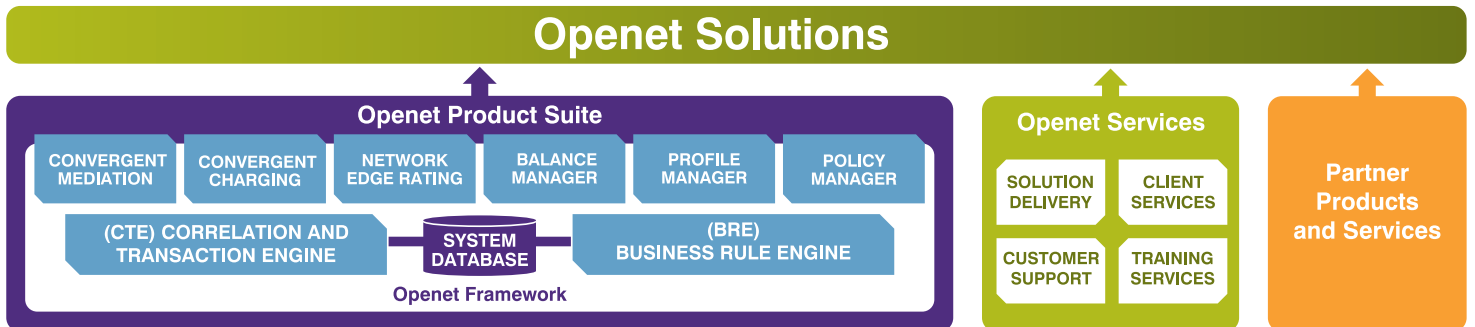 Openet Solutions
Openet Product Suite
CONVERGENT
MEDIATION
CONVERGENT
CHARGING
NETWORK
EDGE RATING
BALANCE
MANAGER
PROFILE
MANAGER
POLICY
MANAGER
(CTE) CORRELATION AND
TRANSACTION ENGINE
SYSTEM
DATABASE
(BRE)
BUSINESS RULE ENGINE
Openet Framework
Openet Services
SOLUTION
DELIVERY
CLIENT
SERVICES
CUSTOMER
SUPPORT
TRAINING
SERVICES
Partner
Products
and Services